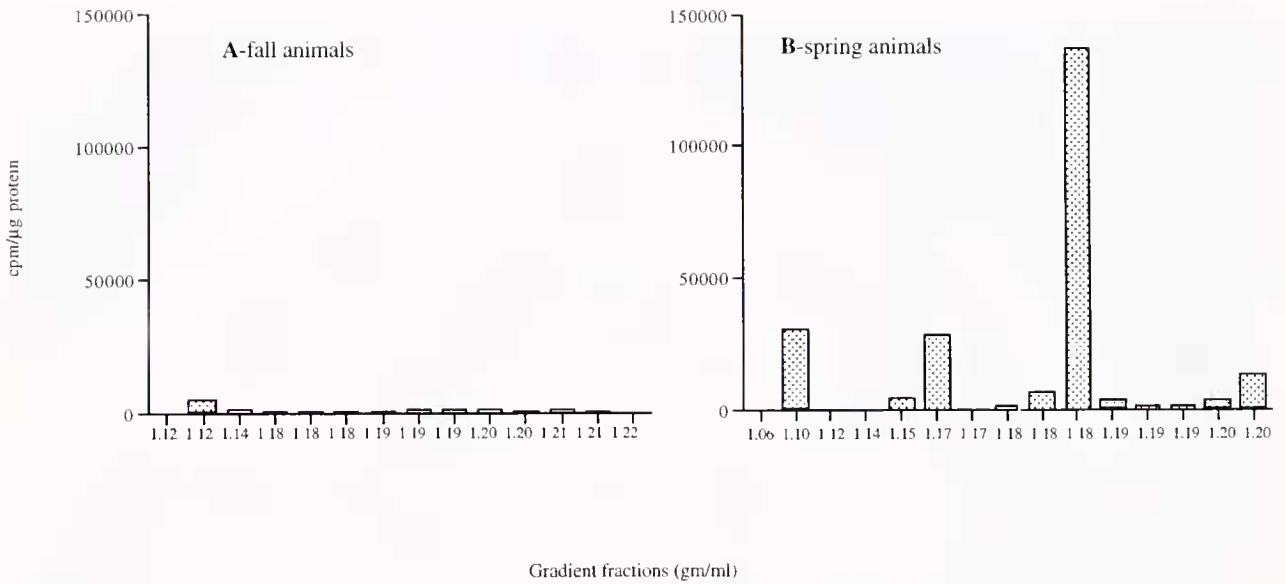 150000
A-fall animals
100000
50000
0
cpm/µg protein
1.12 1 12 1.14 1 18 1 18 1 18 1 19 1 19 1 19 1.20 1.20 1 21 1 21 1 22
150000
B-spring animals
100000
50000
0
1.06 1.10 1 12 1 14 1.15 1.17 1 17 1.18 1 18 1 18 1.19 1.19 1.19 1.20 1.20
Gradient fractions (gm/ml)